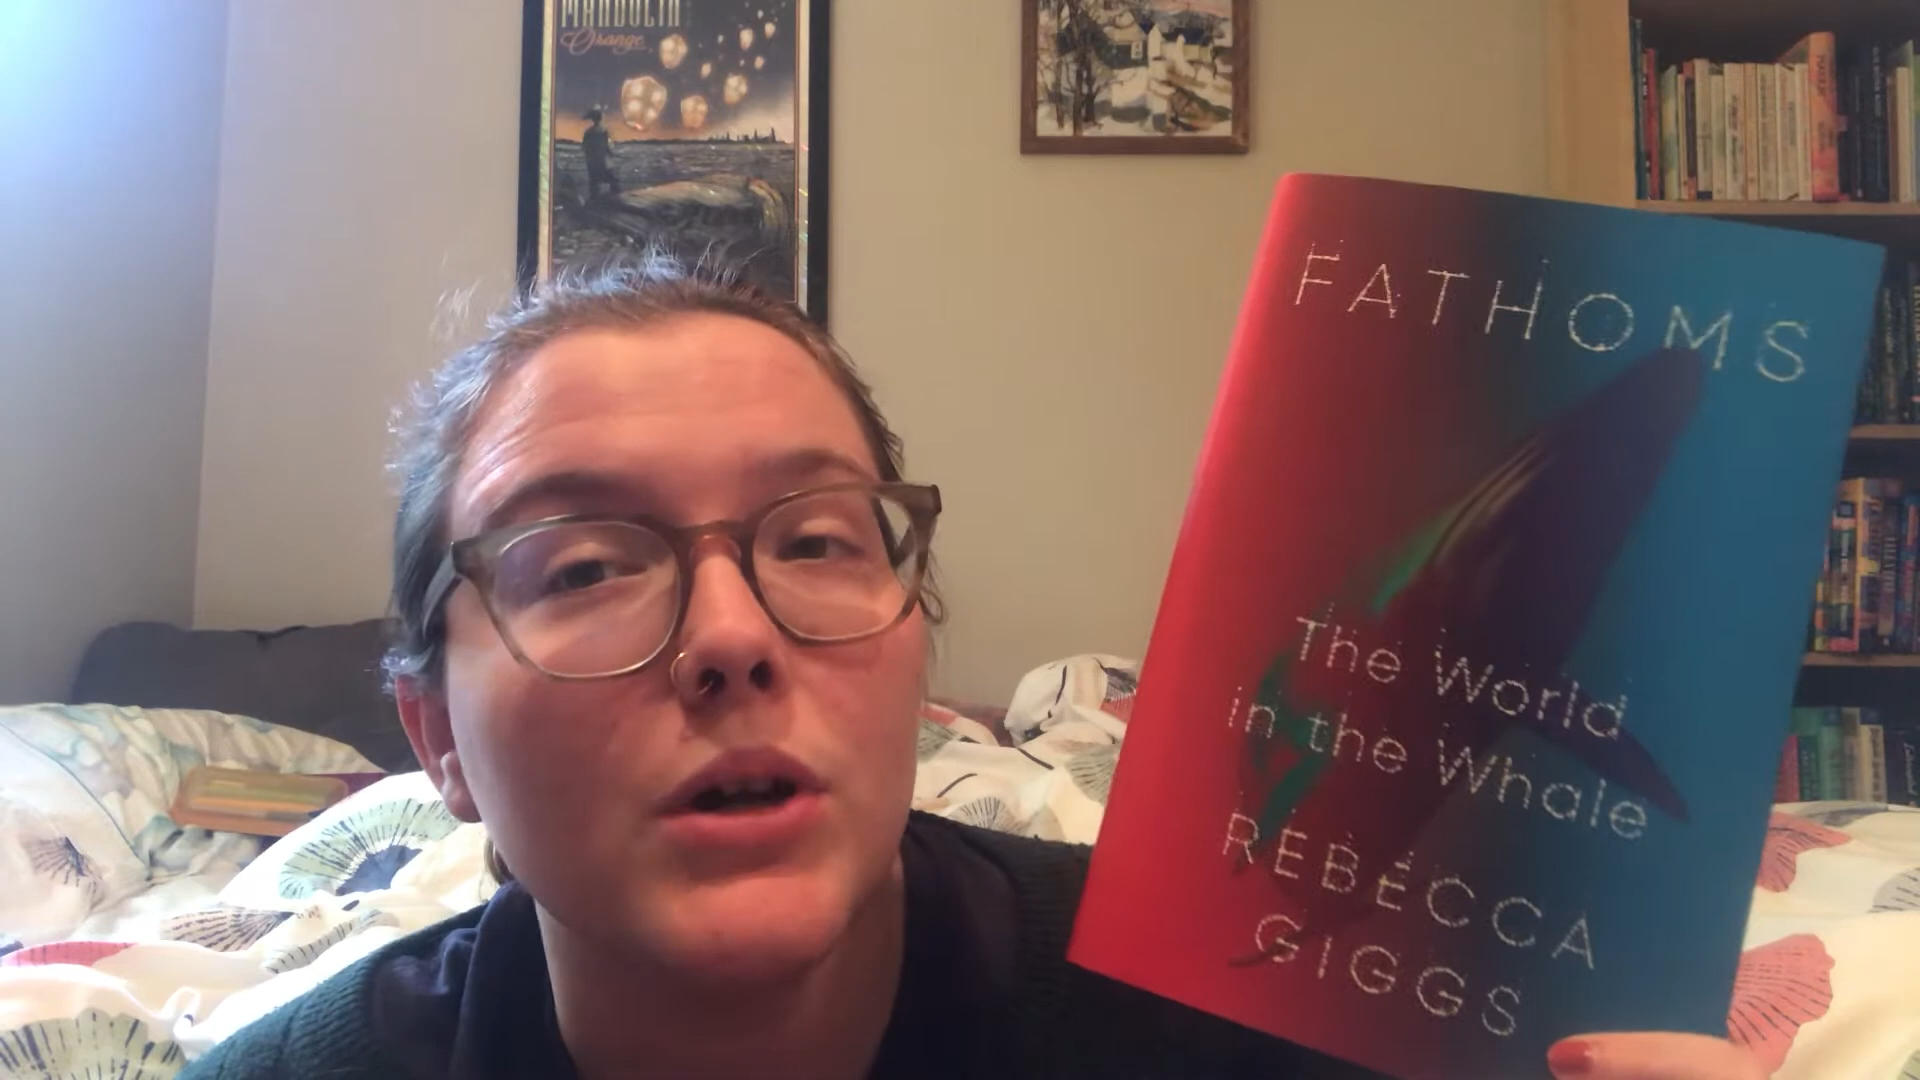 MANDOLIN
Orange
FATHOMS
The World
in the Whale
REBECCA
GIGGS